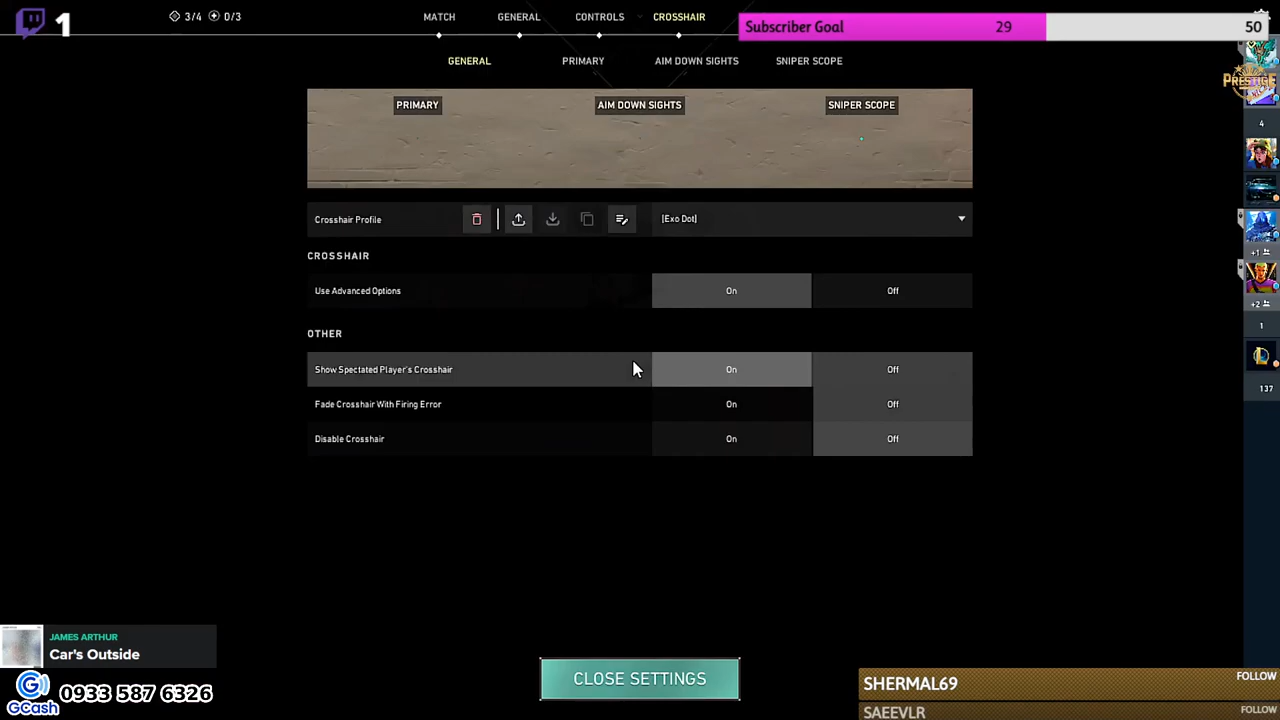 1
3/4 0/3
MATCH GENERAL CONTROLS CROSSHAIR
Subscriber Goal 29 50
GENERAL PRIMARY AIM DOWN SIGHTS SNIPER SCOPE
PRESTIGE
PRIMARY AIM DOWN SIGHTS SNIPER SCOPE
4
Crosshair Profile [Exo Dot]
CROSSHAIR
+1
Use Advanced Options On Off
+2
OTHER
1
Show Spectated Player's Crosshair On Off
137
Fade Crosshair With Firing Error On Off
Disable Crosshair On Off
JAMES ARTHUR
Car's Outside
CLOSE SETTINGS
GCash 0933 587 6326
SHERMAL69 FOLLOW
SAEEVLR FOLLOW